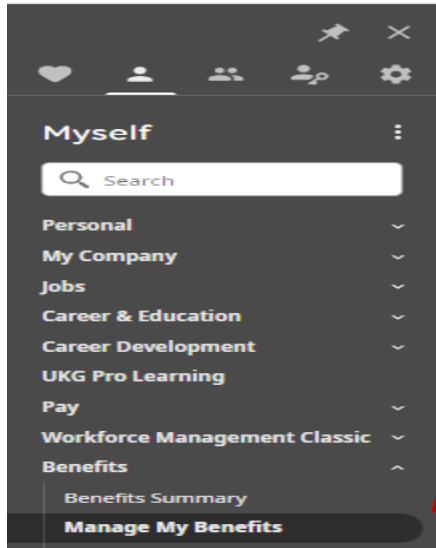 Myself
Search
Personal
My Company
Jobs
Career & Education
Career Development
UKG Pro Learning
Pay
Workforce Management Classic
Benefits
Benefits Summary
Manage My Benefits